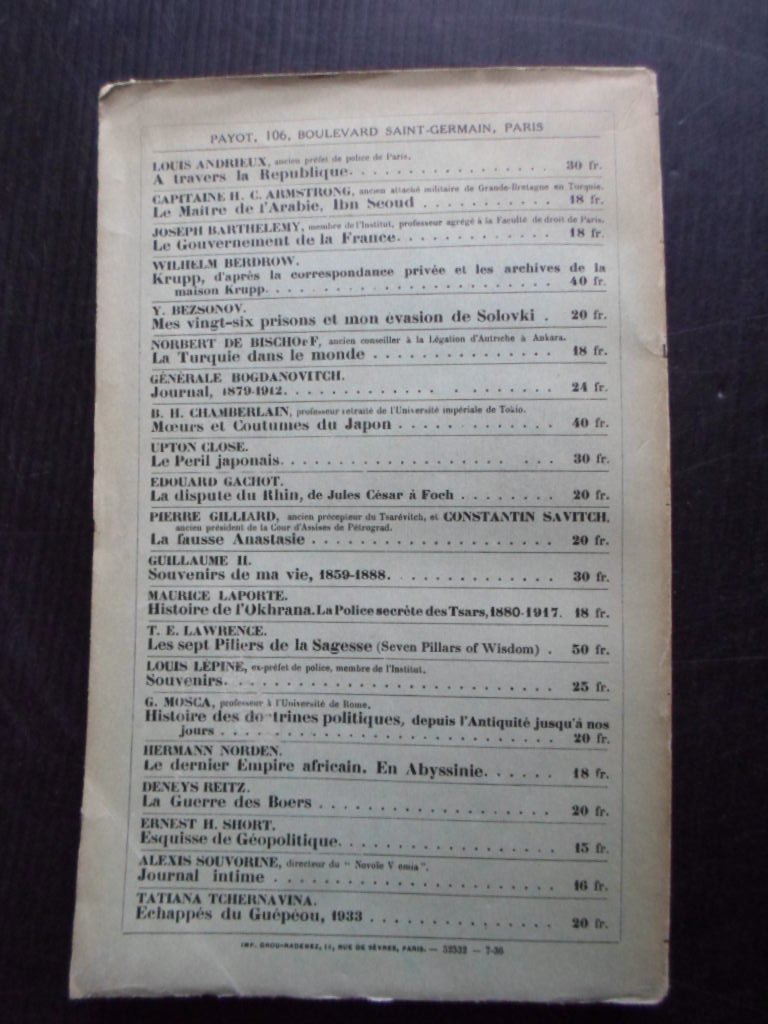 PAYOT, 106, BOULEVARD SAINT-GERMAIN, PARIS
LOUIS ANDRIEUX, ancien préfet de police de Paris.
A travers la République. . . . . . . . . . . . . . . . 30 fr.
CAPITAINE H. C. ARMSTRONG, ancien attaché militaire de Grande-Bretagne en Turquie.
Le Maître de l'Arabie, Ibn Seoud . . . . . . . . . . 18 fr.
JOSEPH BARTHELEMY, membre de l'Institut, professeur agrégé à la Faculté de droit de Paris.
Le Gouvernement de la France. . . . . . . . . . . . 18 fr.
WILHELM BERDROW.
Krupp, d'après la correspondance privée et les archives de la
maison Krupp. . . . . . . . . . . . . . . . . . . . . 40 fr.
Y. BEZSONOV.
Mes vingt-six prisons et mon évasion de Solovki . 20 fr.
NORBERT DE BISCHOFF, ancien conseiller à la Légation d'Autriche à Ankara.
La Turquie dans le monde . . . . . . . . . . . . . . 18 fr.
GÉNÉRALE BOGDANOVITCH.
Journal, 1879-1912. . . . . . . . . . . . . . . . . . . 24 fr.
B. H. CHAMBERLAIN, professeur retraité de l'Université impériale de Tokio.
Mœurs et Coutumes du Japon . . . . . . . . . . . . 40 fr.
UPTON CLOSE.
Le Peril japonais. . . . . . . . . . . . . . . . . . . . 30 fr.
EDOUARD GACHOT.
La dispute du Rhin, de Jules César à Foch . . . . . . . . 20 fr.
PIERRE GILLIARD, ancien précepteur du Tsarévitch, et CONSTANTIN SAVITCH,
ancien président de la Cour d'Assises de Pétrograd.
La fausse Anastasie . . . . . . . . . . . . . . . . . . 20 fr.
GUILLAUME II.
Souvenirs de ma vie, 1859-1888. . . . . . . . . . . . . 30 fr.
MAURICE LAPORTE.
Histoire de l'Okhrana. La Police secrète des Tsars, 1880-1917. 18 fr.
T. E. LAWRENCE.
Les sept Piliers de la Sagesse (Seven Pillars of Wisdom) . 50 fr.
LOUIS LÉPINE, ex-préfet de police, membre de l'Institut.
Souvenirs. . . . . . . . . . . . . . . . . . . . . . . . 25 fr.
G. MOSCA, professeur à l'Université de Rome.
Histoire des doctrines politiques, depuis l'Antiquité jusqu'à nos
jours . . . . . . . . . . . . . . . . . . . . . . . . . 20 fr.
HERMANN NORDEN.
Le dernier Empire africain. En Abyssinie. . . . . . . 18 fr.
DENEYS REITZ.
La Guerre des Boers . . . . . . . . . . . . . . . . . . 20 fr.
ERNEST H. SHORT.
Esquisse de Géopolitique. . . . . . . . . . . . . . . . 15 fr.
ALEXIS SOUVORINE, directeur du " Novoïe V emia ".
Journal intime . . . . . . . . . . . . . . . . . . . . . 16 fr.
TATIANA TCHERNAVINA.
Echappés du Guépéou, 1933 . . . . . . . . . . . . . 20 fr.
IMP. GROU-RADENEZ, 11, RUE DE SÈVRES, PARIS. — 52532 — 7-36